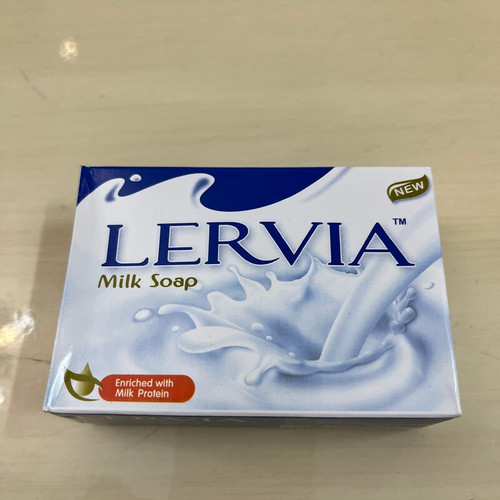 NEW
LERVIA™
Milk Soap
Enriched with
Milk Protein